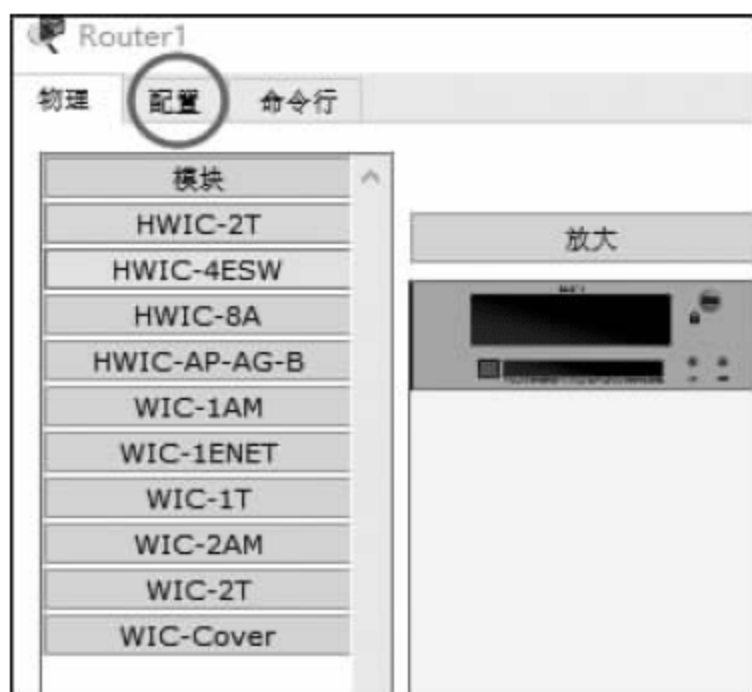 Router1
物理 配置 命令行
模块
HWIC-2T
HWIC-4ESW
HWIC-8A
HWIC-AP-AG-B
WIC-1AM
WIC-1ENET
WIC-1T
WIC-2AM
WIC-2T
WIC-Cover
放大